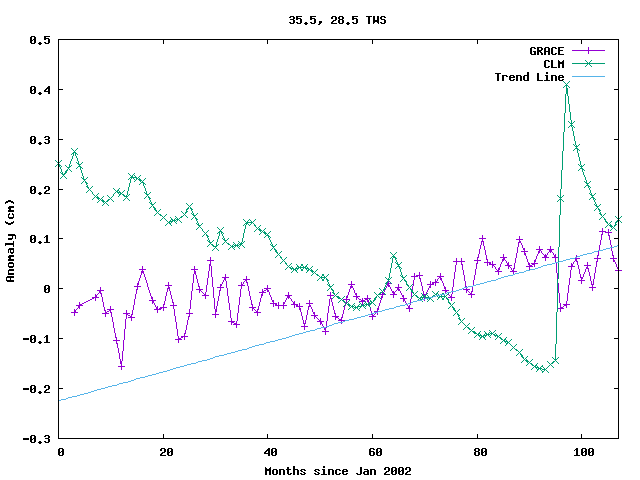 35.5, 28.5 TWS
GRACE
CLM
Trend Line
Anomaly (cm)
0.5
0.4
0.3
0.2
0.1
0
-0.1
-0.2
-0.3
0 20 40 60 80 100
Months since Jan 2002